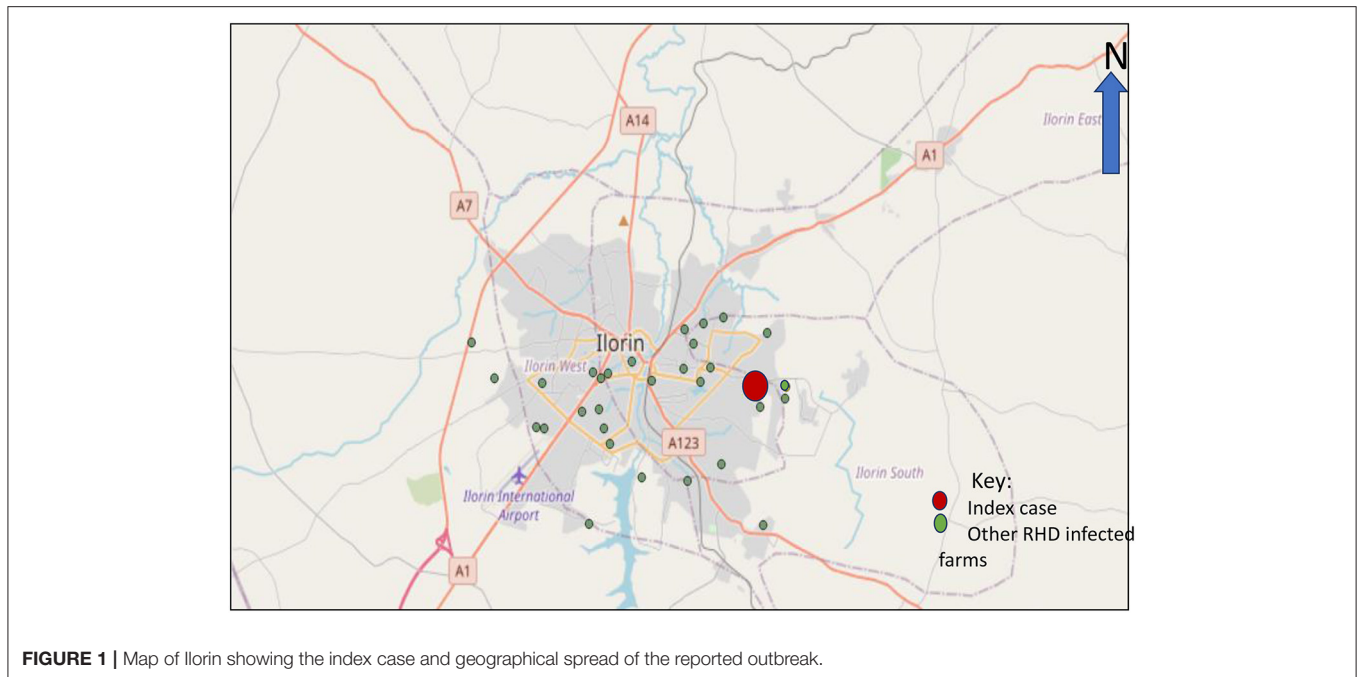 N
A14
Ilorin East
A1
A7
Ilorin
Ilorin West
A123
Ilorin South
Ilorin International
Airport
Key:
Index case
Other RHD infected
farms
A1
FIGURE 1 | Map of Ilorin showing the index case and geographical spread of the reported outbreak.